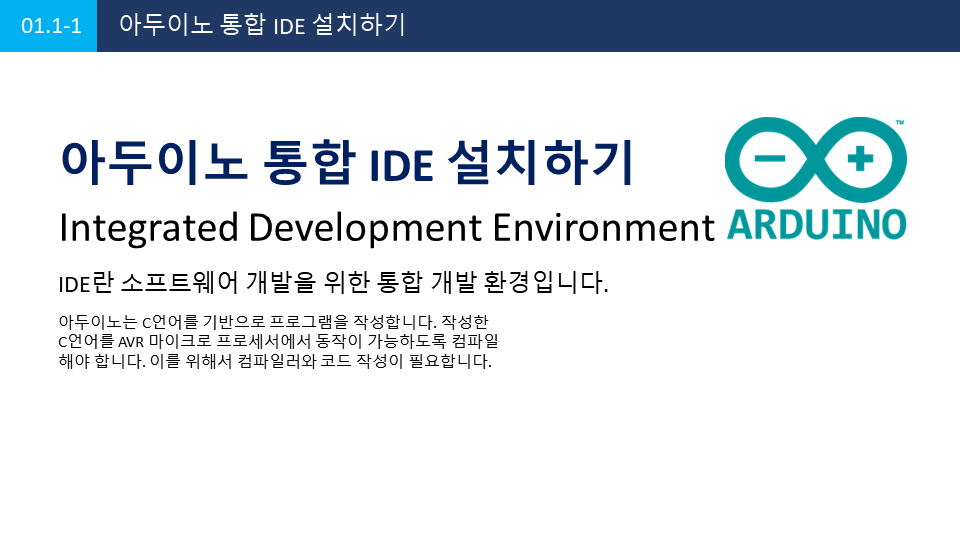 01.1-1
아두이노 통합 IDE 설치하기
아두이노 통합 IDE 설치하기
Integrated Development Environment
IDE란 소프트웨어 개발을 위한 통합 개발 환경입니다.
아두이노는 C언어를 기반으로 프로그램을 작성합니다. 작성한
C언어를 AVR 마이크로 프로세서에서 동작이 가능하도록 컴파일
해야 합니다. 이를 위해서 컴파일러와 코드 작성이 필요합니다.
TM
ARDUINO